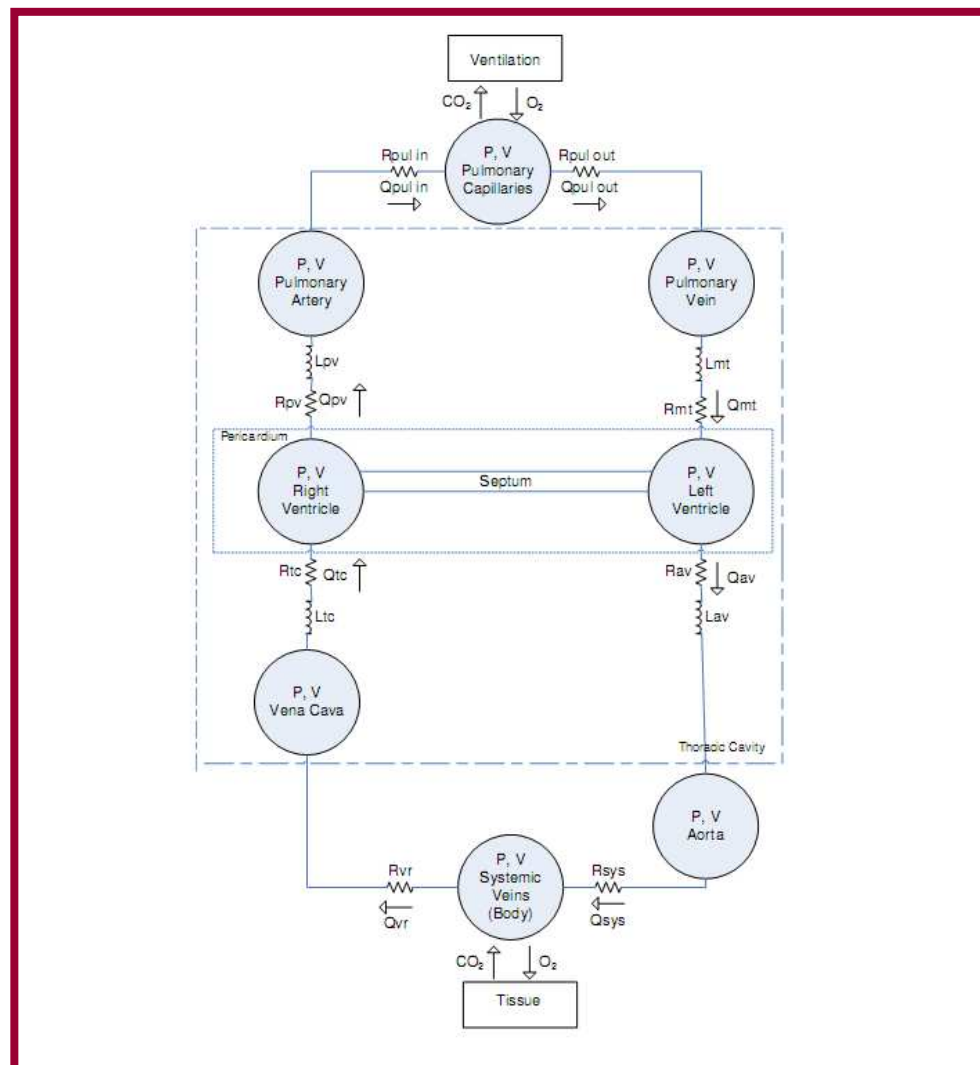 Ventilation
CO₂
O₂
Rpul in
Qpul in
P, V
Pulmonary
Capillaries
Rpul out
Qpul out
P, V
Pulmonary
Artery
P, V
Pulmonary
Vein
Lpv
Lmt
Rpv
Qpv
Rmt
Qmt
Pericardium
P, V
Right
Ventricle
Septum
P, V
Left
Ventricle
Rtc
Qtc
Rav
Qav
Ltc
Lav
P, V
Vena Cava
Thoracic Cavity
P, V
Aorta
Rvr
Qvr
P, V
Systemic
Veins
(Body)
Rsys
Qsys
CO₂
O₂
Tissue